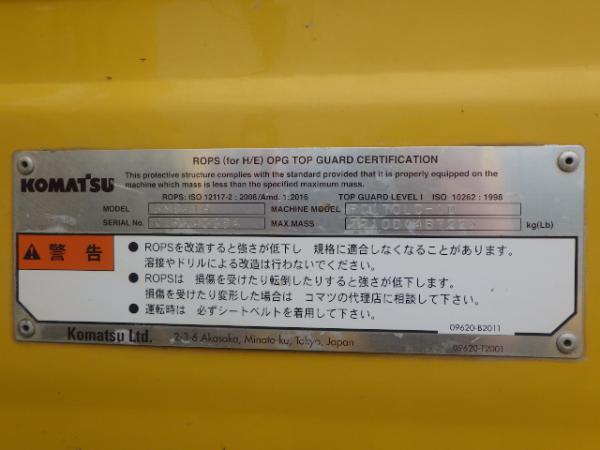 ROPS (for H/E) OPG TOP GUARD CERTIFICATION
This protective structure complies with the standard provided that it is properly equipped on the
machine which mass is less than the specified maximum mass.
KOMATSU
ROPS: ISO 12117-2 : 2008/Amd. 1:2016 TOP GUARD LEVEL I ISO 10262 : 1998
MODEL MACHINE MODEL
SERIAL No. MAX.MASS kg(Lb)
警告
● ROPSを改造すると強さが低下し 規格に適合しなくなることがあります。
溶接やドリルによる改造は行わないでください。
● ROPSは 損傷を受けたり転倒したりすると強さが低下します。
損傷を受けたり変形した場合は コマツの代理店に相談して下さい。
● 運転時は 必ずシートベルトを着用して下さい。
09620-B2011
Komatsu Ltd. 2-3-6 Akasaka, Minato-ku, Tokyo, Japan
09620-T2001